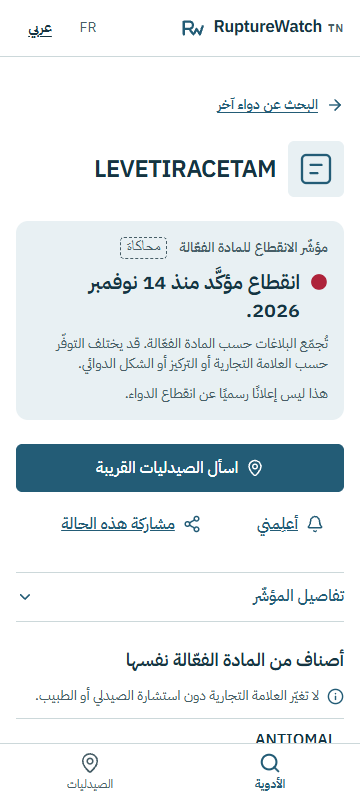 RuptureWatch TN
FR
عربي
البحث عن دواء آخر
LEVETIRACETAM
مؤشّر الانقطاع للمادة الفعّالة
محاكاة
انقطاع مؤكَّد منذ 14 نوفمبر
2026.
تُجمّع البلاغات حسب المادة الفعّالة. قد يختلف التوفّر
حسب العلامة التجارية أو التركيز أو الشكل الدوائي.
هذا ليس إعلانًا رسميًا عن انقطاع الدواء.
اسأل الصيدليات القريبة
أعلِمني
مشاركة هذه الحالة
تفاصيل المؤشّر
أصناف من المادة الفعّالة نفسها
لا تغيّر العلامة التجارية دون استشارة الصيدلي أو الطبيب.
ANTIOMAL
الأدوية
الصيدليات